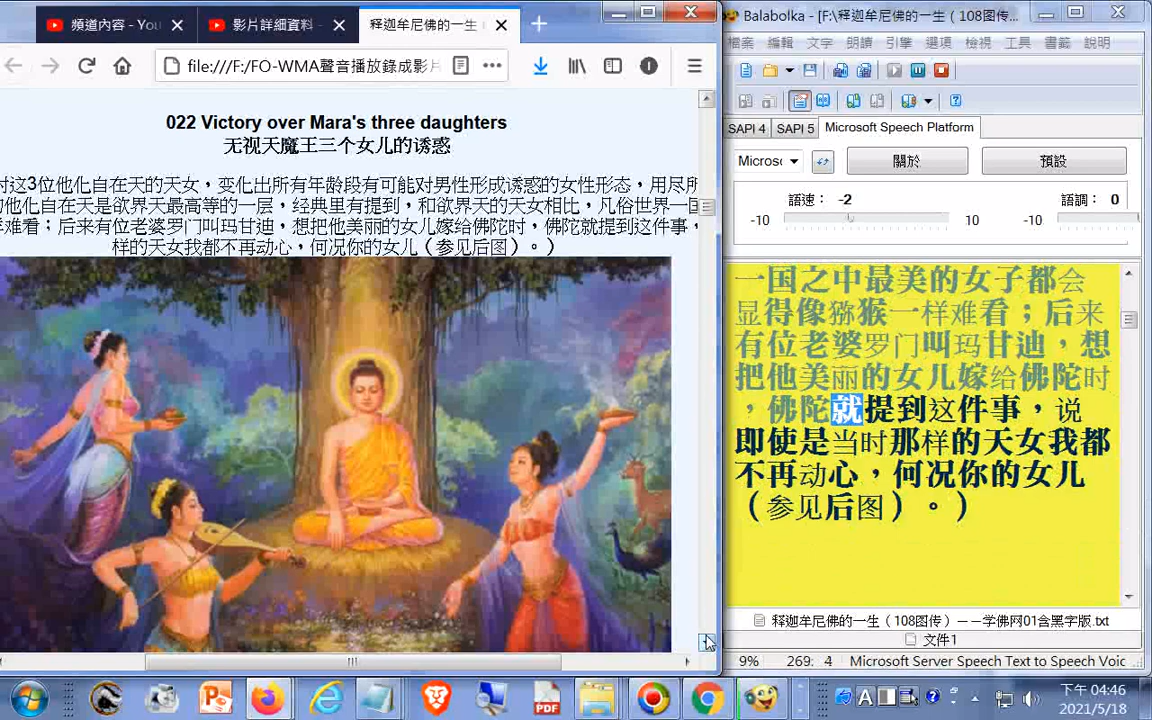 頻道內容 - You
影片詳細資料 -
释迦牟尼佛的一生
file:///F:/FO-WMA聲音播放錄成影片
022 Victory over Mara's three daughters
无视天魔王三个女儿的诱惑
对这3位他化自在天的天女，变化出所有年龄段有可能对男性形成诱惑的女性形态，用尽所
的他化自在天是欲界天最高等的一层，经典里有提到，和欲界天的天女相比，凡俗世界一国
样难看；后来有位老婆罗门叫玛甘迪，想把他美丽的女儿嫁给佛陀时，佛陀就提到这件事，
样的天女我都不再动心，何况你的女儿（参见后图）。）
Balabolka - [F:\释迦牟尼佛的一生（108图传...
檔案 編輯 文字 朗讀 引擎 選項 檢視 工具 書籤 說明
SAPI 4 SAPI 5 Microsoft Speech Platform
Microsc 關於 預設
語速： -2 語調： 0
-10 10 -10
一国之中最美的女子都会
显得像猕猴一样难看；后来
有位老婆罗门叫玛甘迪，想
把他美丽的女儿嫁给佛陀时
，佛陀就提到这件事，说
即使是当时那样的天女我都
不再动心，何况你的女儿
（参见后图）。）
释迦牟尼佛的一生（108图传）——学佛网01含黑字版.txt
文件1
9% 269: 4 Microsoft Server Speech Text to Speech Voic
下午 04:46
2021/5/18